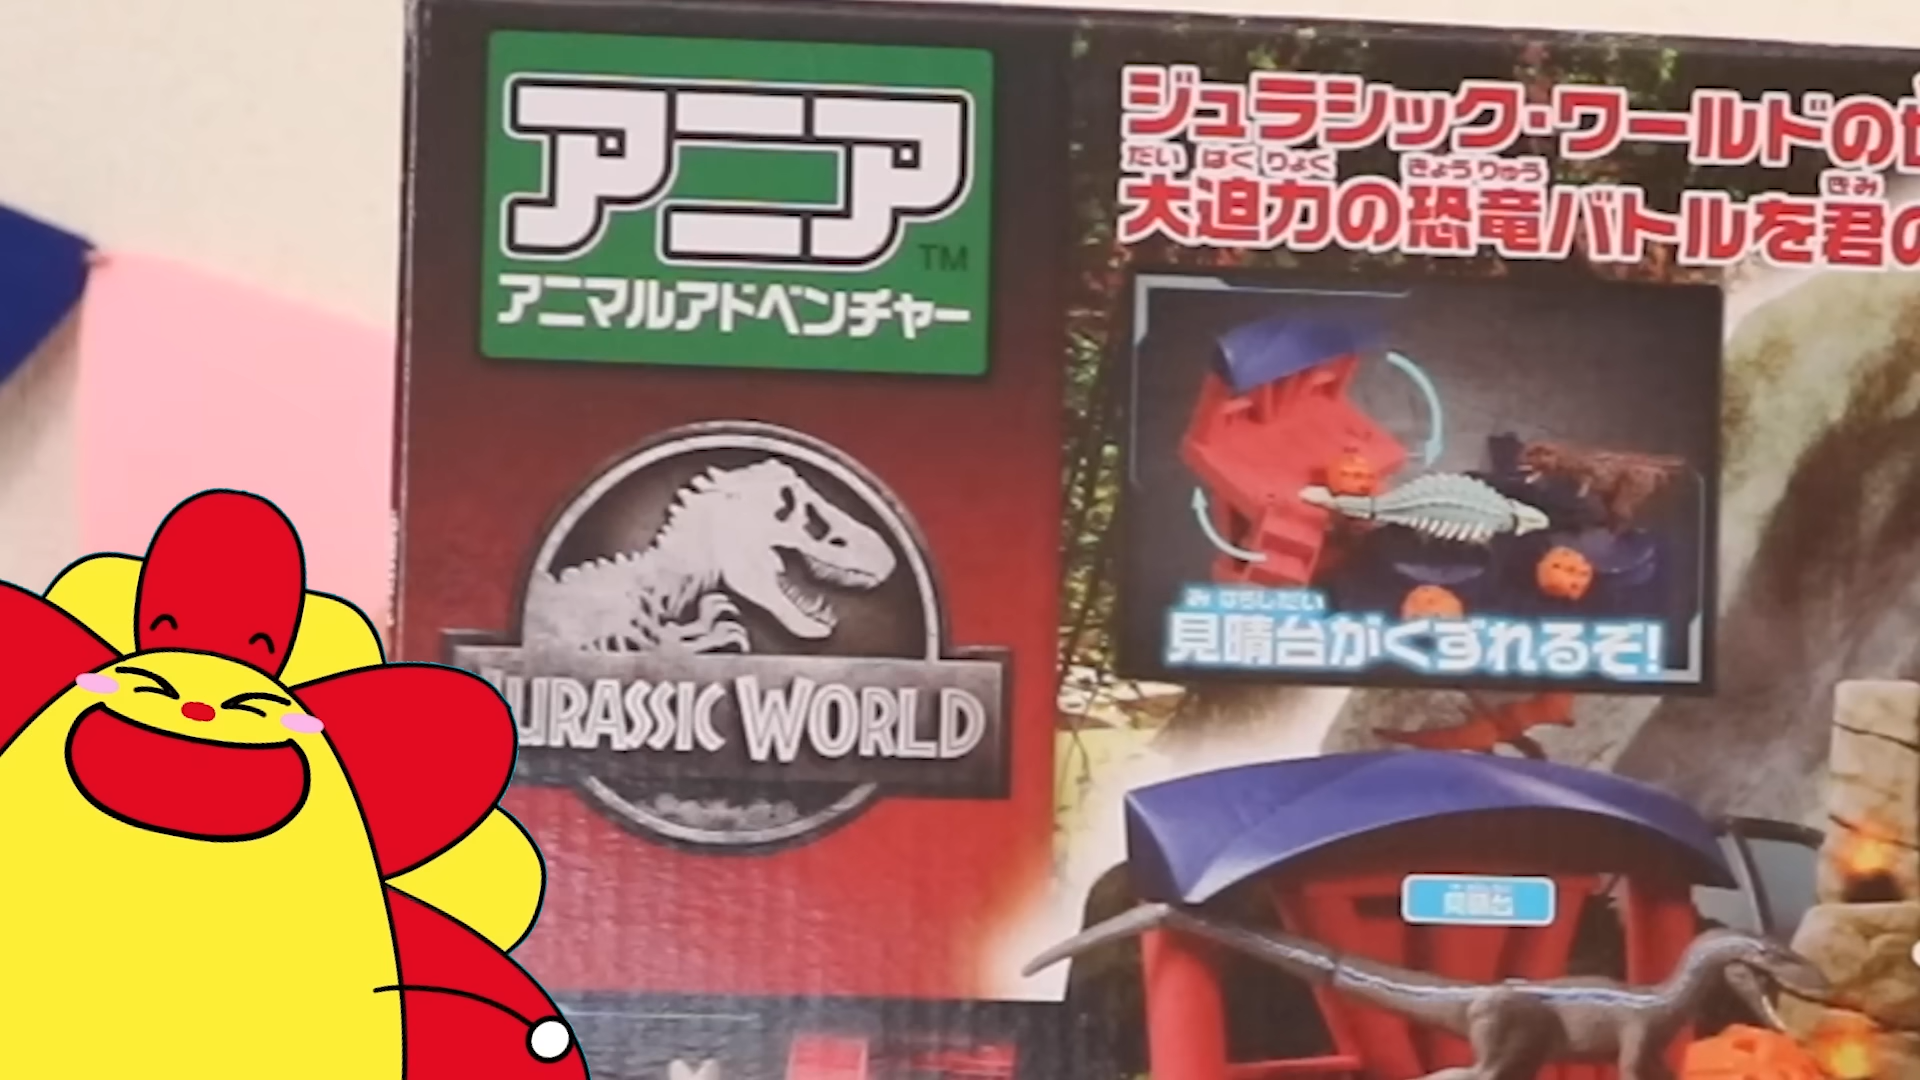 アニア
TM
アニマルアドベンチャー
JURASSIC WORLD
ジュラシック・ワールドの
だい はくりょく きょうりゅう きみ
大迫力の恐竜バトルを君の
み はらしだい
見晴台がくずれるぞ!
見晴台